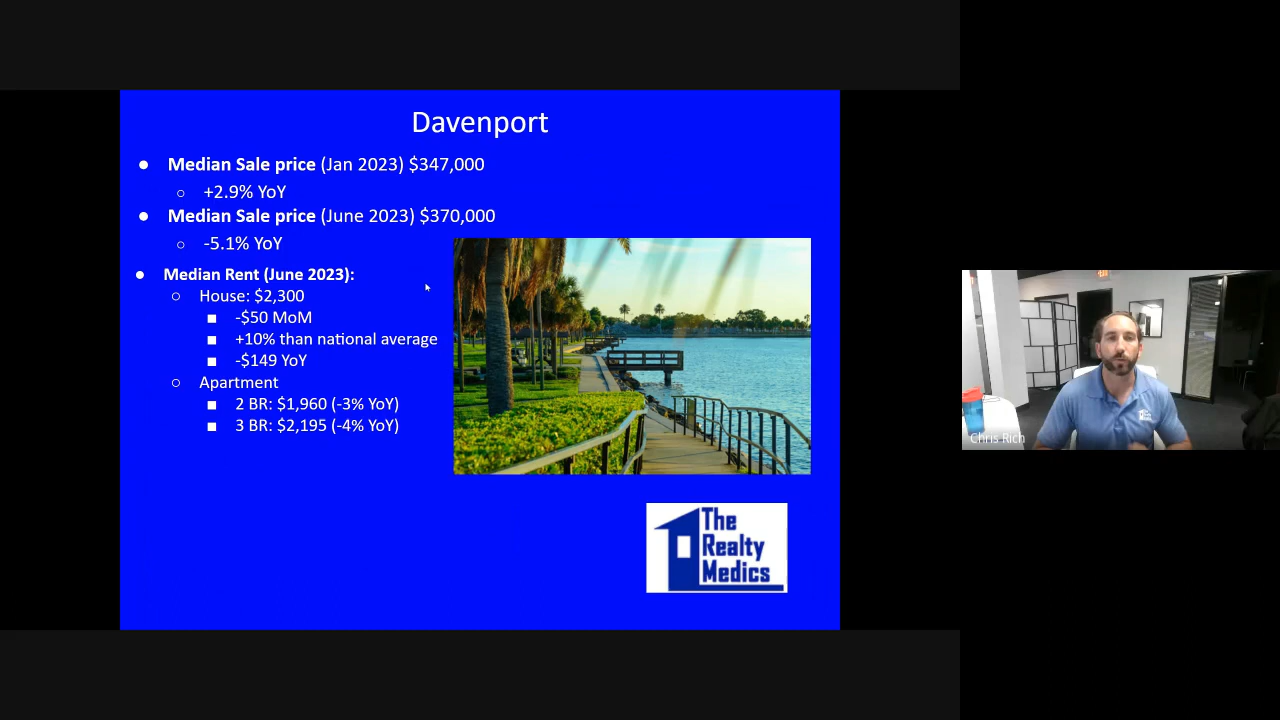 Davenport
● Median Sale price (Jan 2023) $347,000
○ +2.9% YoY
● Median Sale price (June 2023) $370,000
○ -5.1% YoY
● Median Rent (June 2023):
○ House: $2,300
■ -$50 MoM
■ +10% than national average
■ -$149 YoY
○ Apartment
■ 2 BR: $1,960 (-3% YoY)
■ 3 BR: $2,195 (-4% YoY)
The
Realty
Medics
Chris Rich